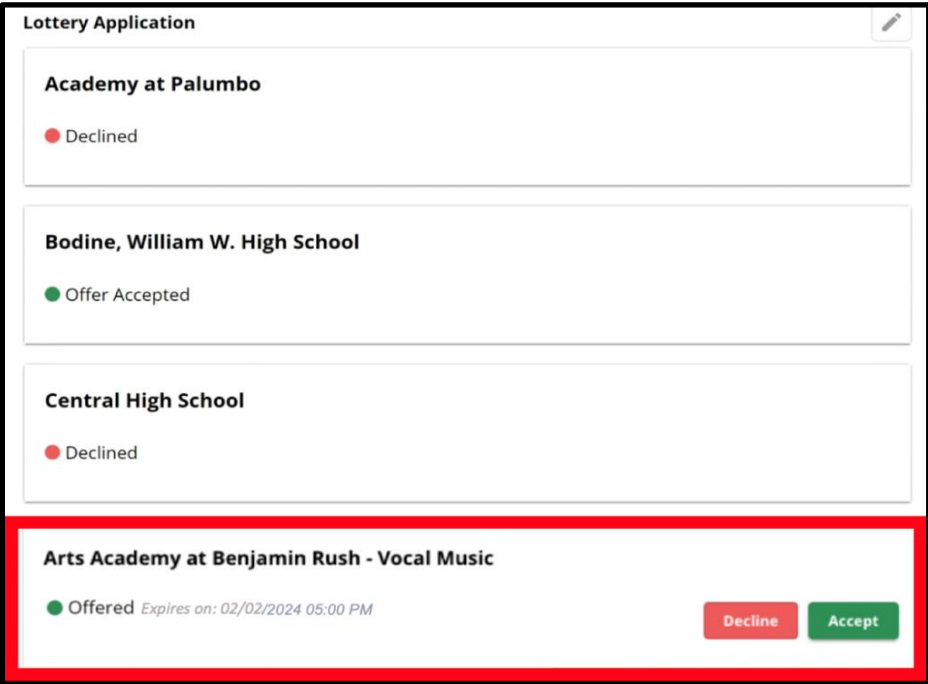 Lottery Application
Academy at Palumbo
Declined
Bodine, William W. High School
Offer Accepted
Central High School
Declined
Arts Academy at Benjamin Rush - Vocal Music
Offered Expires on: 02/02/2024 05:00 PM
Decline Accept